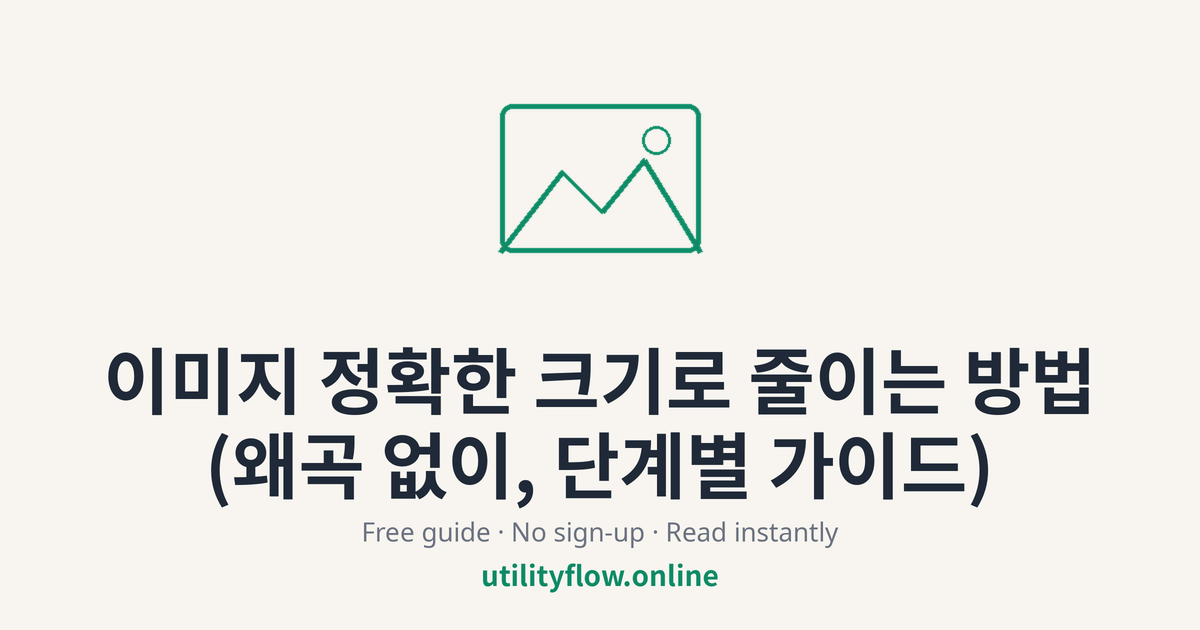 이미지 정확한 크기로 줄이는 방법
(왜곡 없이, 단계별 가이드)
Free guide · No sign-up · Read instantly
utilityflow.online